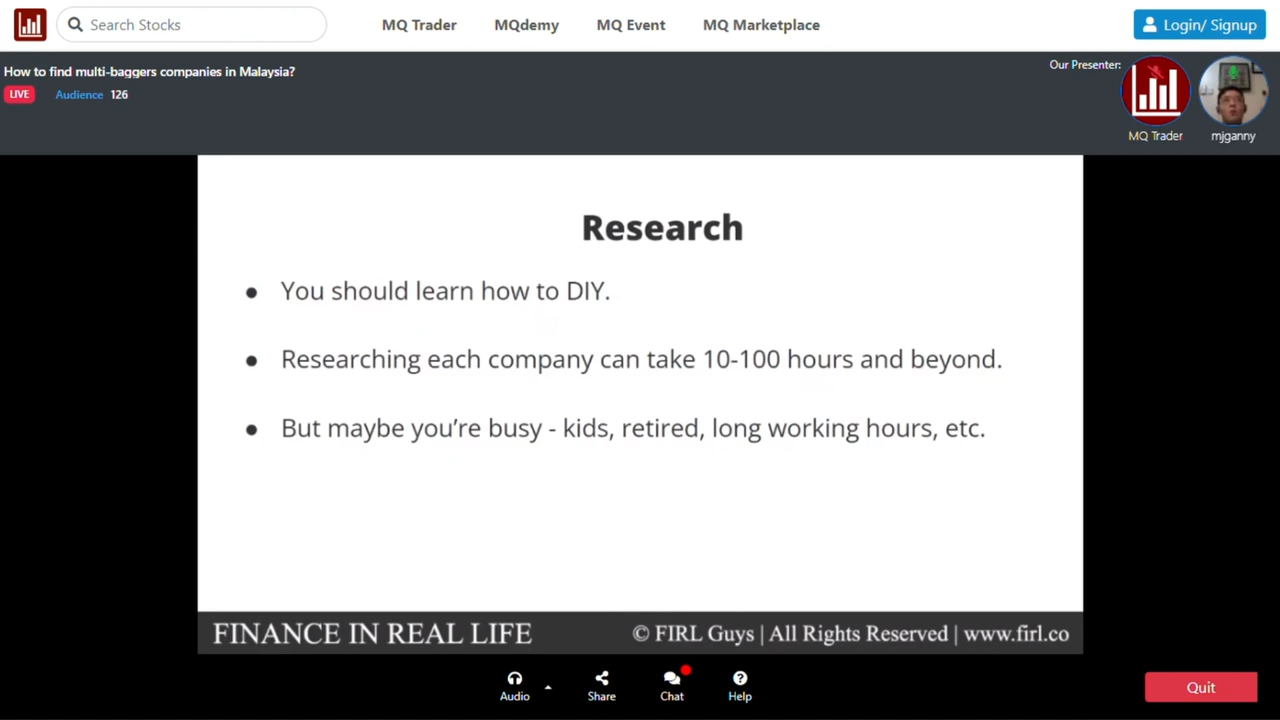 Search Stocks
MQ Trader
MQdemy
MQ Event
MQ Marketplace
Login/ Signup
How to find multi-baggers companies in Malaysia?
LIVE
Audience 126
Our Presenter:
MQ Trader
mjganny
Research
● You should learn how to DIY.
● Researching each company can take 10-100 hours and beyond.
● But maybe you’re busy - kids, retired, long working hours, etc.
FINANCE IN REAL LIFE
© FIRL Guys | All Rights Reserved | www.firl.co
Audio
Share
Chat
Help
Quit